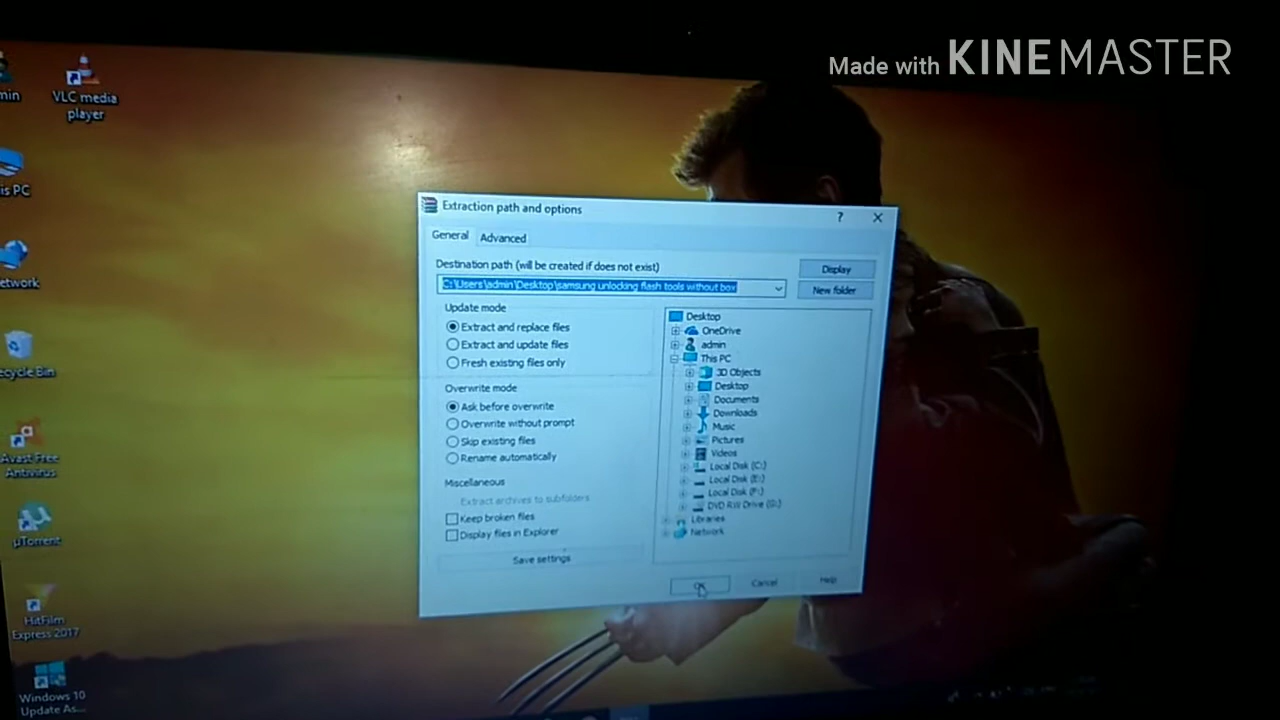 Made with KINEMASTER
min
VLC media
player
is PC
etwork
ecycle Bin
Avast Free
Antivirus
µTorrent
HitFilm
Express 2017
Windows 10
Update As...
Extraction path and options
?
General
Advanced
Destination path (will be created if does not exist)
Display
C:\Users\admin\Desktop\samsung unlocking flash tools without box
New folder
Update mode
Extract and replace files
Extract and update files
Fresh existing files only
Overwrite mode
Ask before overwrite
Overwrite without prompt
Skip existing files
Rename automatically
Miscellaneous
Extract archives to subfolders
Keep broken files
Display files in Explorer
Save settings
Desktop
OneDrive
admin
This PC
3D Objects
Desktop
Documents
Downloads
Music
Pictures
Videos
Local Disk (C:)
Local Disk (E:)
Local Disk (F:)
DVD RW Drive (G:)
Libraries
Network
OK
Cancel
Help